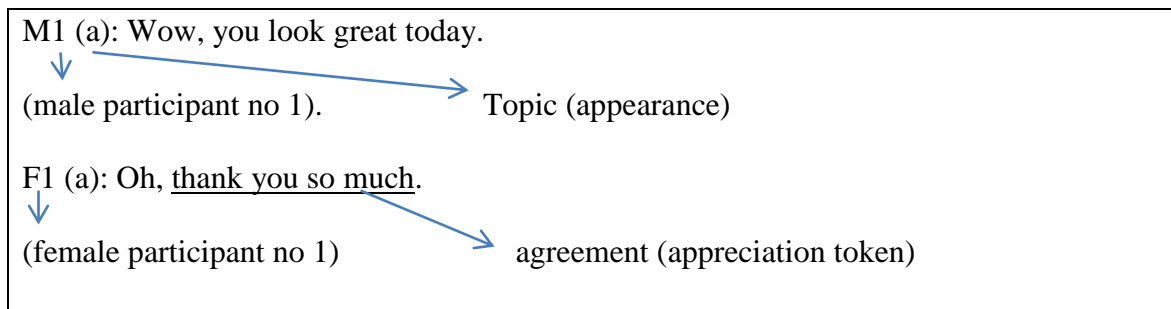 M1 (a): Wow, you look great today.
(male participant no 1). Topic (appearance)
F1 (a): Oh, thank you so much.
(female participant no 1) agreement (appreciation token)